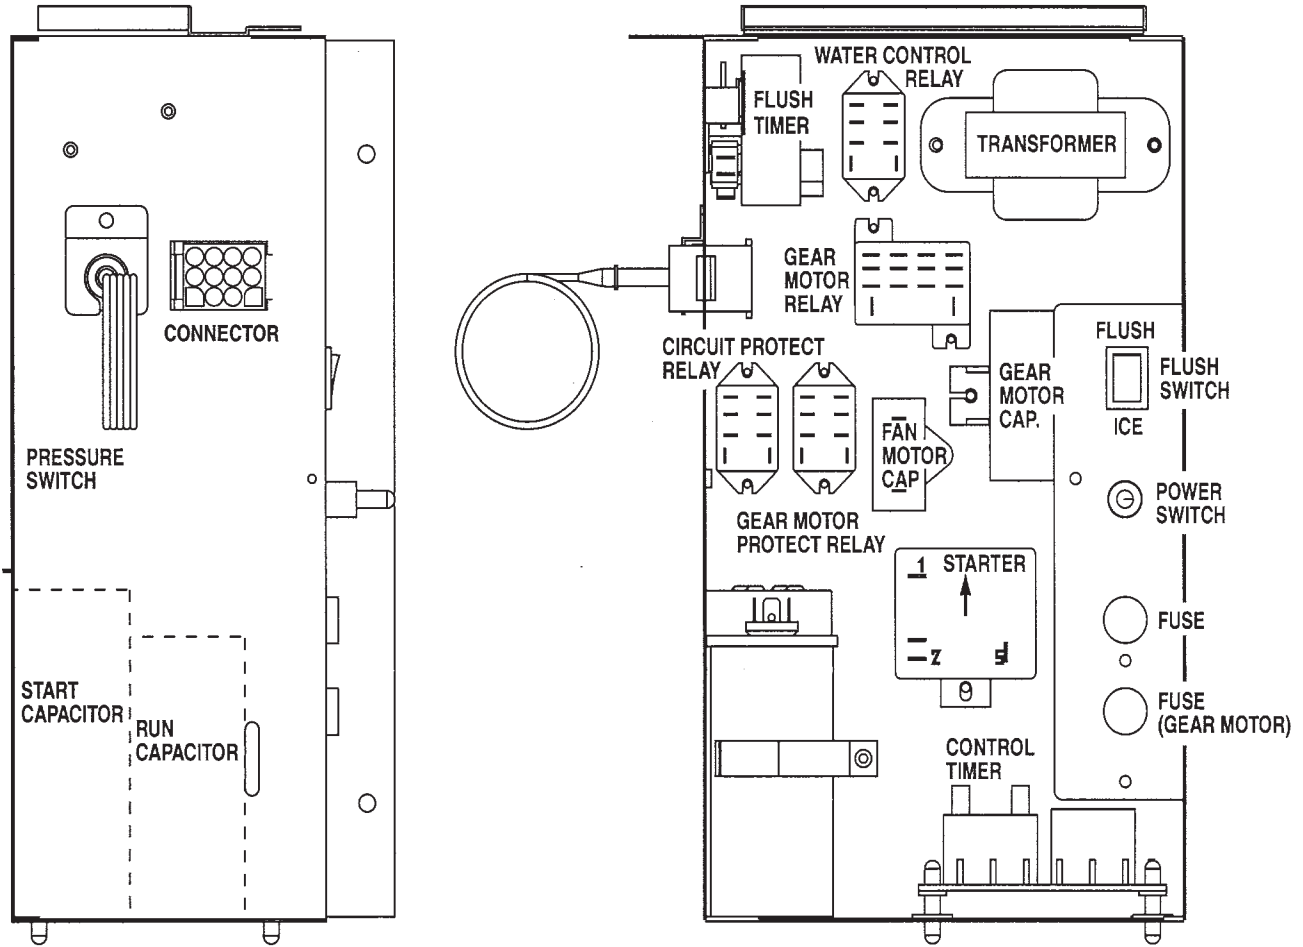 CONNECTOR
PRESSURE
SWITCH
START
CAPACITOR
RUN
CAPACITOR
WATER CONTROL
RELAY
FLUSH
TIMER
TRANSFORMER
GEAR
MOTOR
RELAY
CIRCUIT PROTECT
RELAY
GEAR
MOTOR
CAP.
FLUSH
FLUSH
SWITCH
ICE
FAN
MOTOR
CAP
POWER
SWITCH
GEAR MOTOR
PROTECT RELAY
1 STARTER
2 5
FUSE
FUSE
(GEAR MOTOR)
CONTROL
TIMER